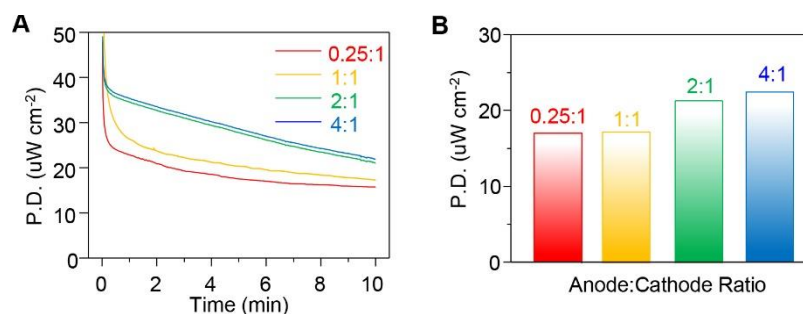 A
P.D. (uW cm-2)
50
40
30
20
10
0
0.25:1
1:1
2:1
4:1
0 2 4 6 8 10
Time (min)
B
P.D. (uW cm-2)
30
20
10
0
0.25:1
1:1
2:1
4:1
Anode:Cathode Ratio